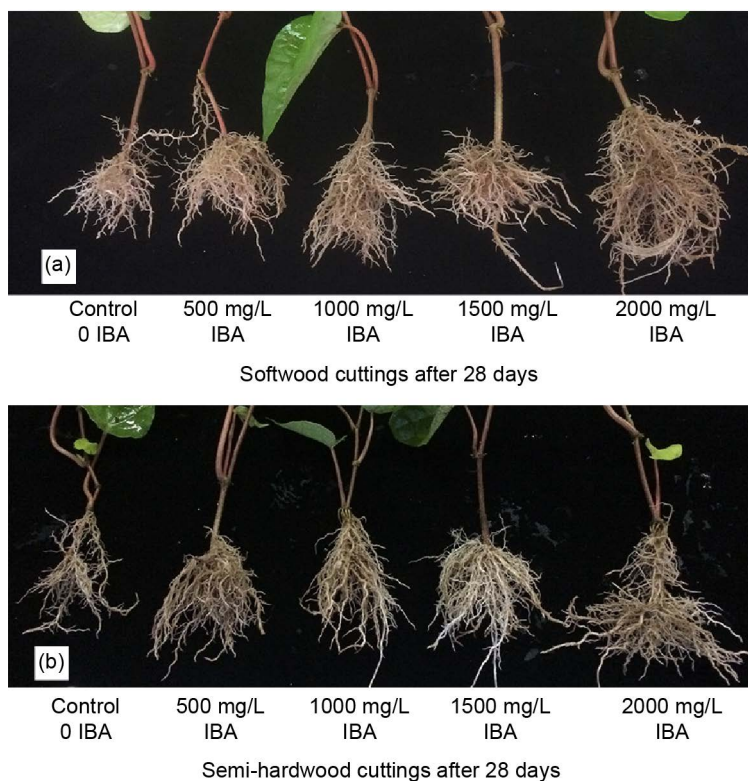 (a)
Control 500 mg/L 1000 mg/L 1500 mg/L 2000 mg/L
0 IBA IBA IBA IBA IBA
Softwood cuttings after 28 days
(b)
Control 500 mg/L 1000 mg/L 1500 mg/L 2000 mg/L
0 IBA IBA IBA IBA IBA
Semi-hardwood cuttings after 28 days